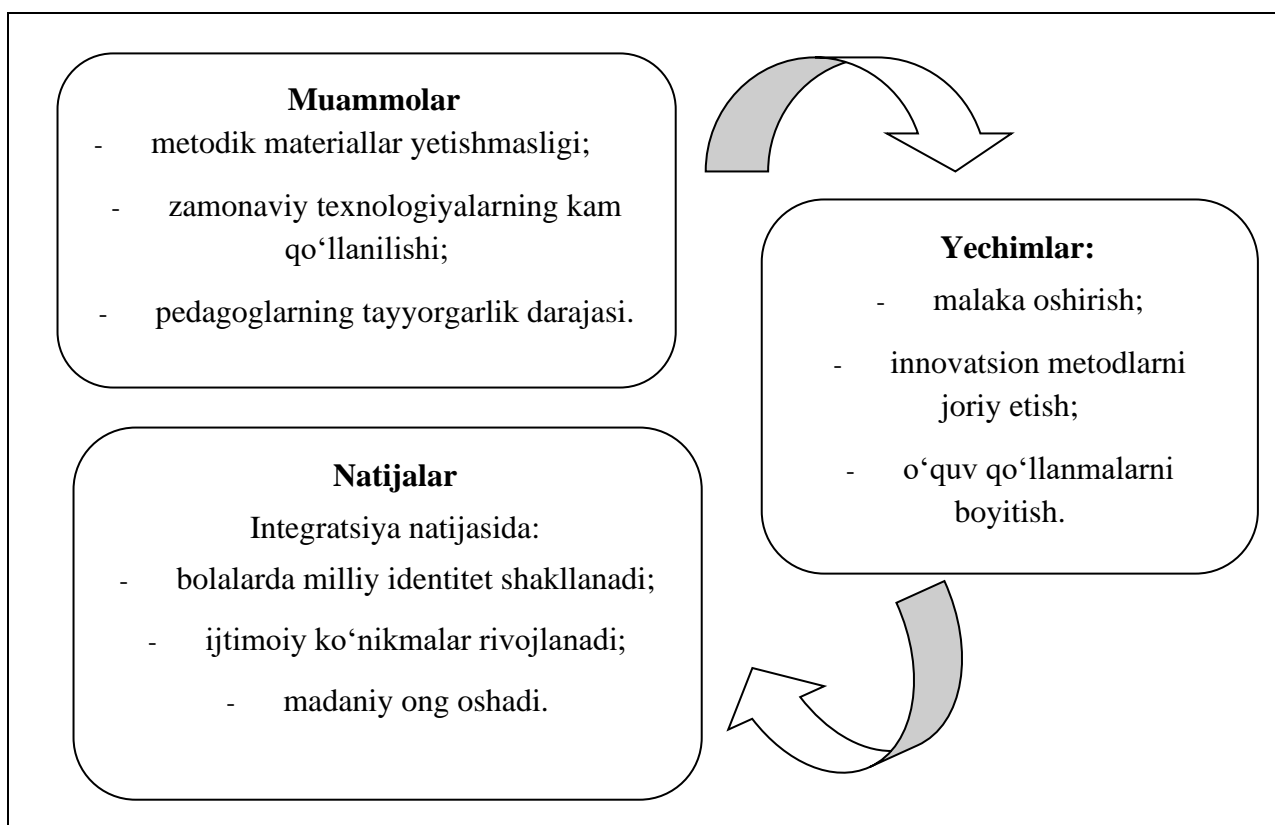 Muammolar
- metodik materiallar yetishmasligi;
- zamonaviy texnologiyalarning kam
qo‘llanilishi;
- pedagoglarning tayyorgarlik darajasi.
Yechimlar:
- malaka oshirish;
- innovatsion metodlarni
joriy etish;
- o‘quv qo‘llanmalarni
boyitish.
Natijalar
Integratsiya natijasida:
- bolalarda milliy identitet shakllanadi;
- ijtimoiy ko‘nikmalar rivojlanadi;
- madaniy ong oshadi.